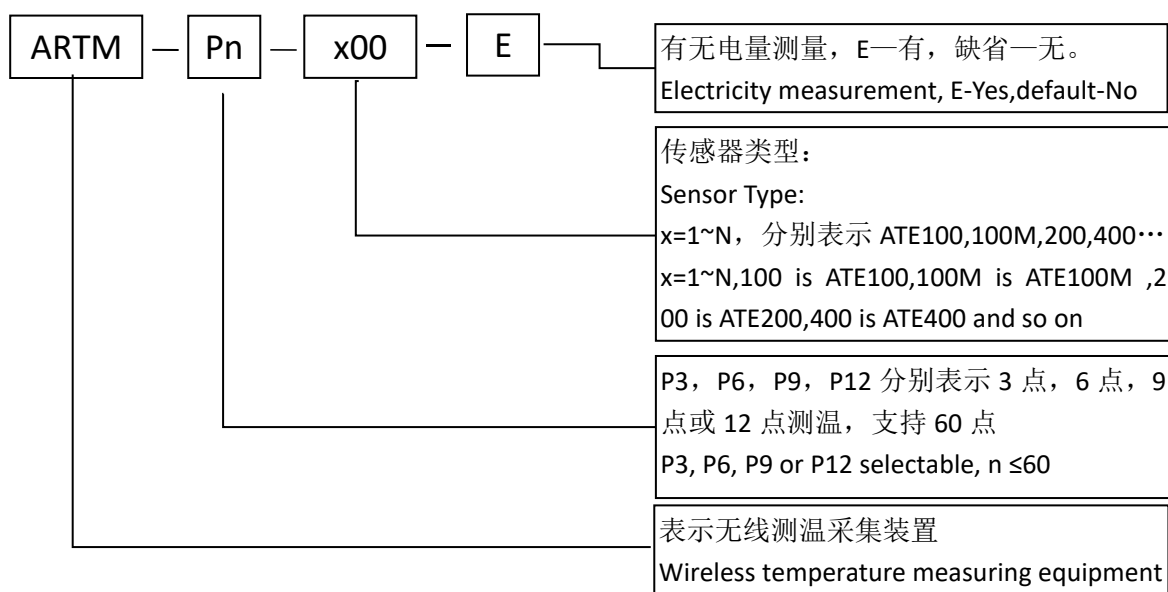 ARTM — Pn — x00 — E
有无电量测量，E—有，缺省—无。
Electricity measurement, E-Yes,default-No
传感器类型：
Sensor Type:
x=1~N，分别表示 ATE100,100M,200,400…
x=1~N,100 is ATE100,100M is ATE100M ,2
00 is ATE200,400 is ATE400 and so on
P3，P6，P9，P12 分别表示 3 点，6 点，9
点或 12 点测温，支持 60 点
P3, P6, P9 or P12 selectable, n ≤60
表示无线测温采集装置
Wireless temperature measuring equipment